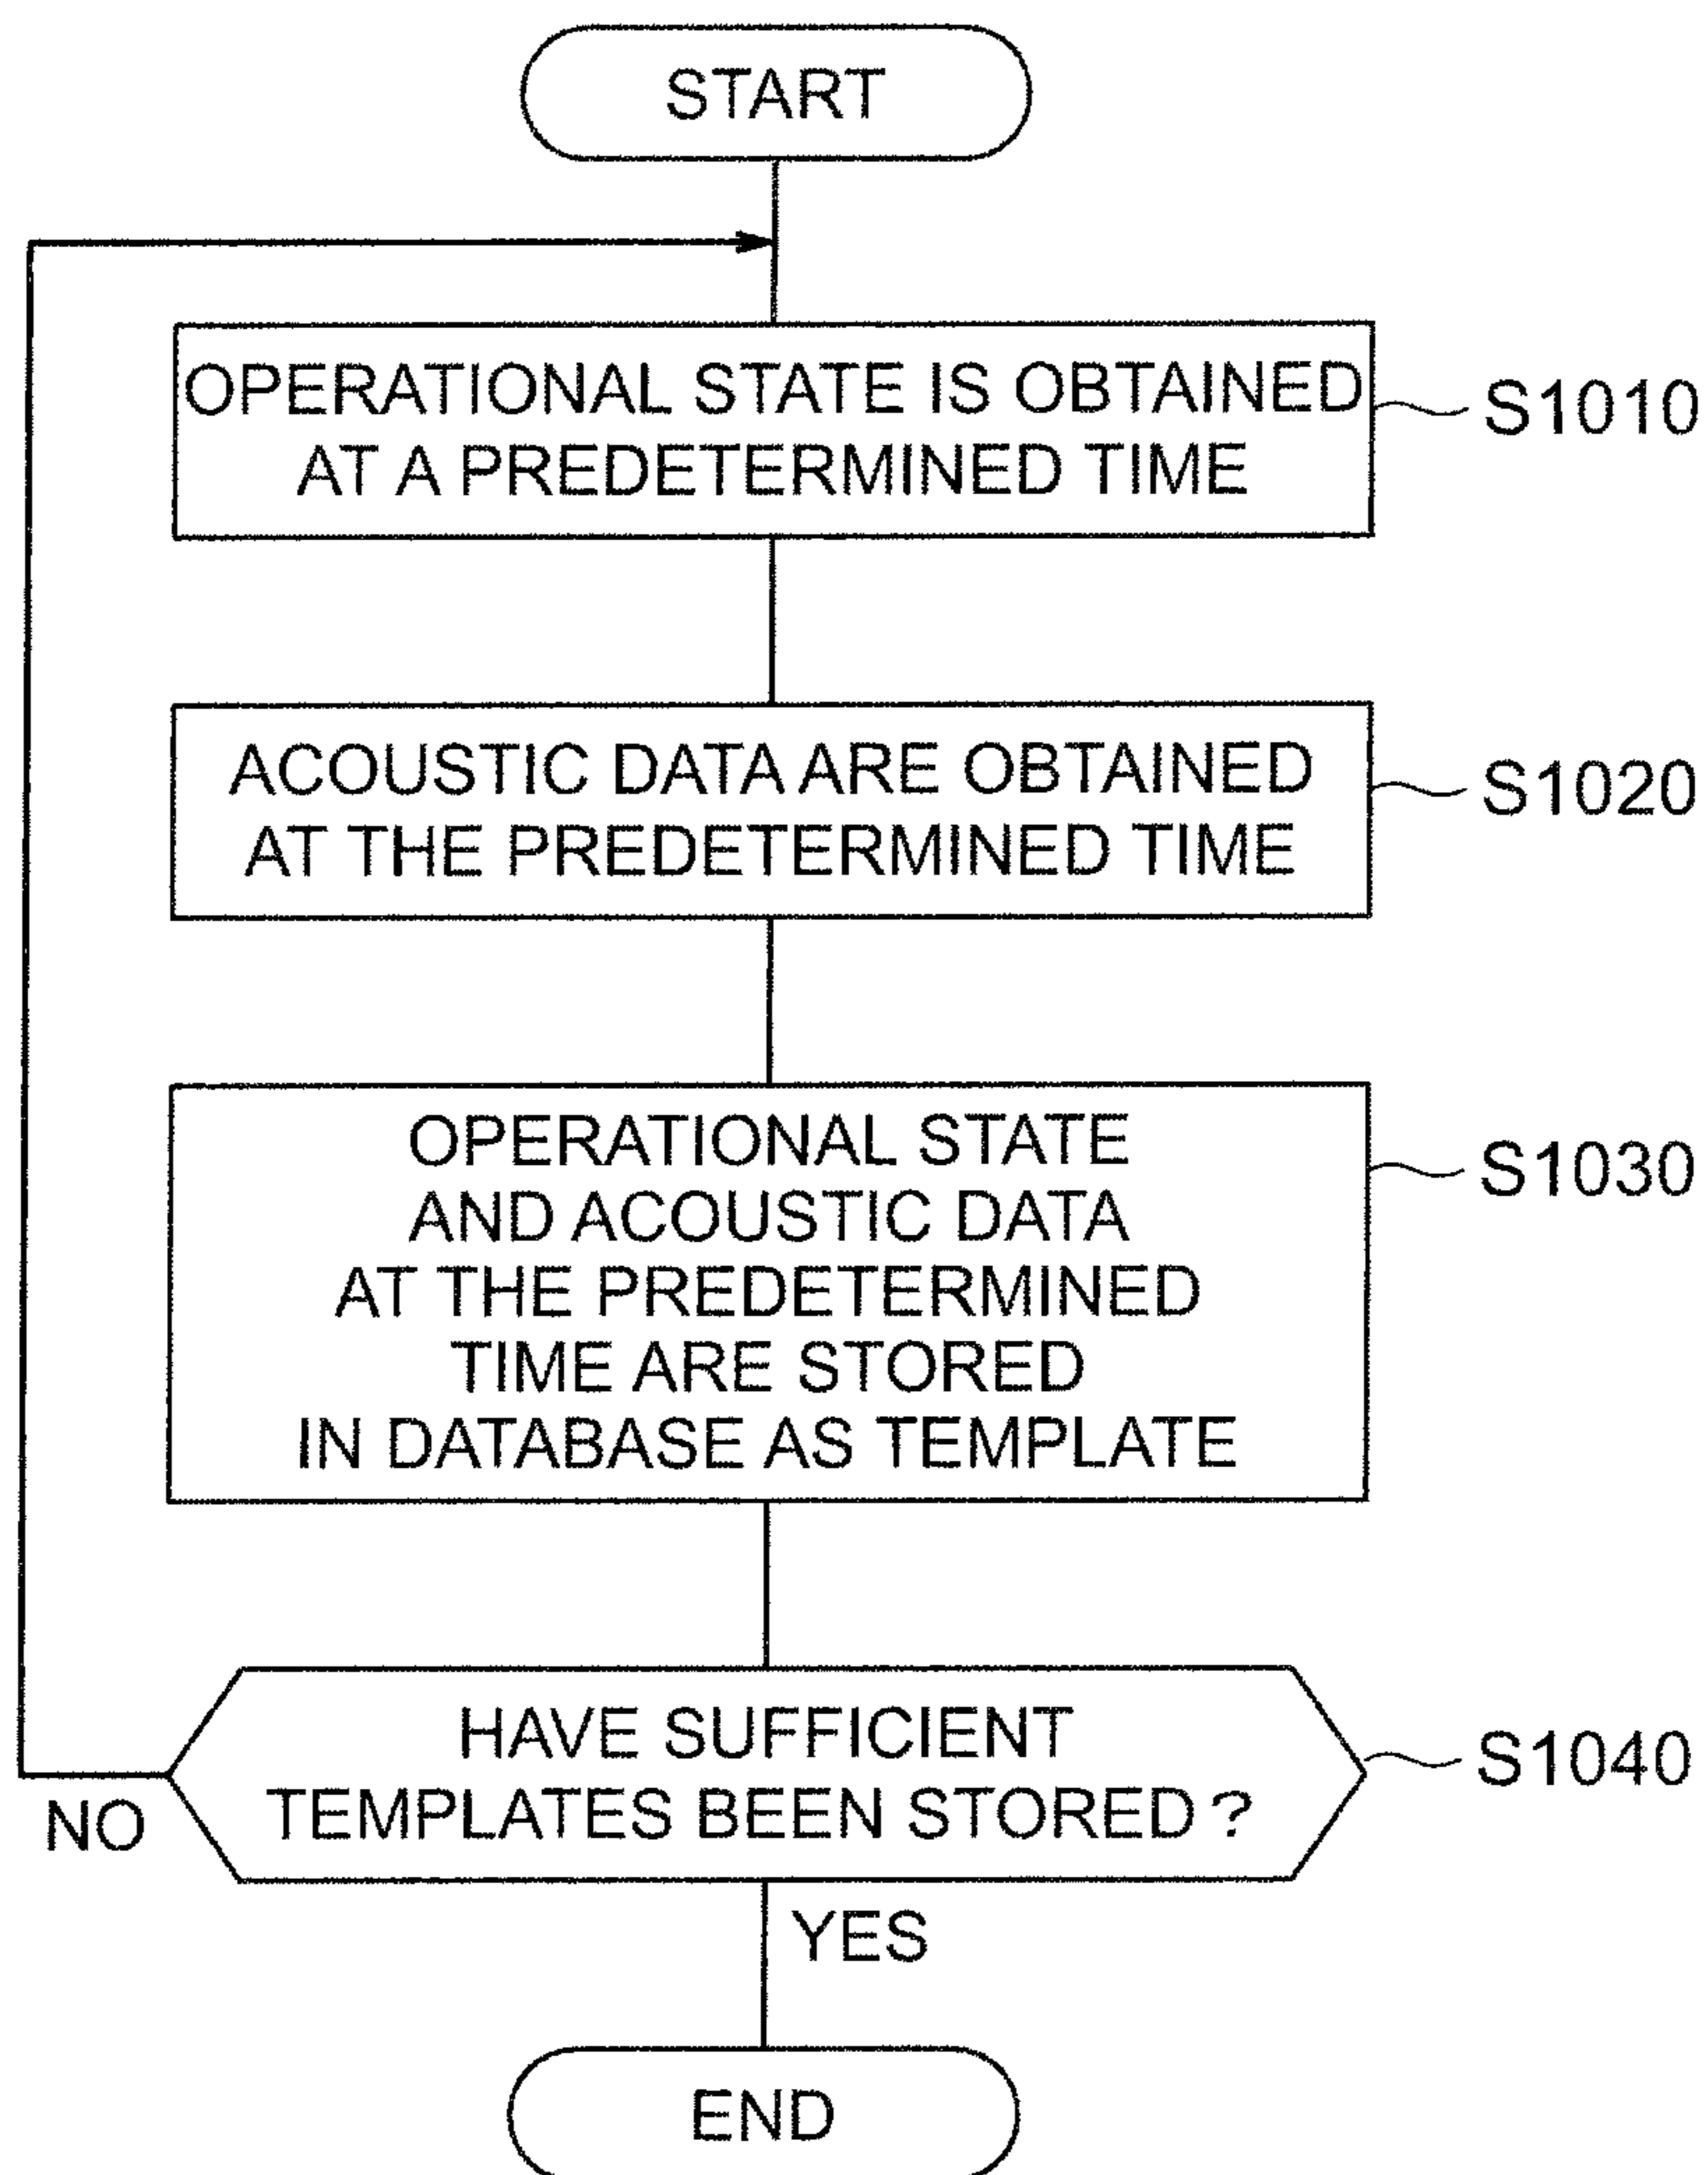 START
OPERATIONAL STATE IS OBTAINED
AT A PREDETERMINED TIME
S1010
ACOUSTIC DATA ARE OBTAINED
AT THE PREDETERMINED TIME
S1020
OPERATIONAL STATE
AND ACOUSTIC DATA
AT THE PREDETERMINED
TIME ARE STORED
IN DATABASE AS TEMPLATE
S1030
HAVE SUFFICIENT
TEMPLATES BEEN STORED ?
S1040
NO
YES
END